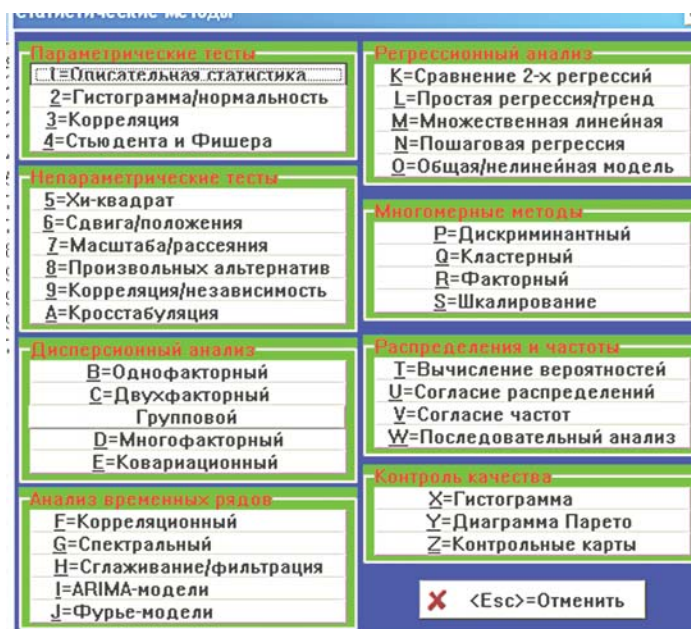 Статистические методы
Параметрические тесты
1=Описательная статистика
2=Гистограмма/нормальность
3=Корреляция
4=Стьюдента и Фишера
Непараметрические тесты
5=Хи-квадрат
6=Сдвига/положения
7=Масштаба/рассеяния
8=Произвольных альтернатив
9=Корреляция/независимость
A=Кросстабуляция
Дисперсионный анализ
B=Однофакторный
C=Двухфакторный
Групповой
D=Многофакторный
E=Ковариационный
Анализ временных рядов
F=Корреляционный
G=Спектральный
H=Сглаживание/фильтрация
I=ARIMA-модели
J=Фурье-модели
Регрессионный анализ
K=Сравнение 2-х регрессий
L=Простая регрессия/тренд
M=Множественная линейная
N=Пошаговая регрессия
O=Общая/нелинейная модель
Многомерные методы
P=Дискриминантный
Q=Кластерный
R=Факторный
S=Шкалирование
Распределения и частоты
T=Вычисление вероятностей
U=Согласие распределений
V=Согласие частот
W=Последовательный анализ
Контроль качества
X=Гистограмма
Y=Диаграмма Парето
Z=Контрольные карты
<Esc>=Отменить